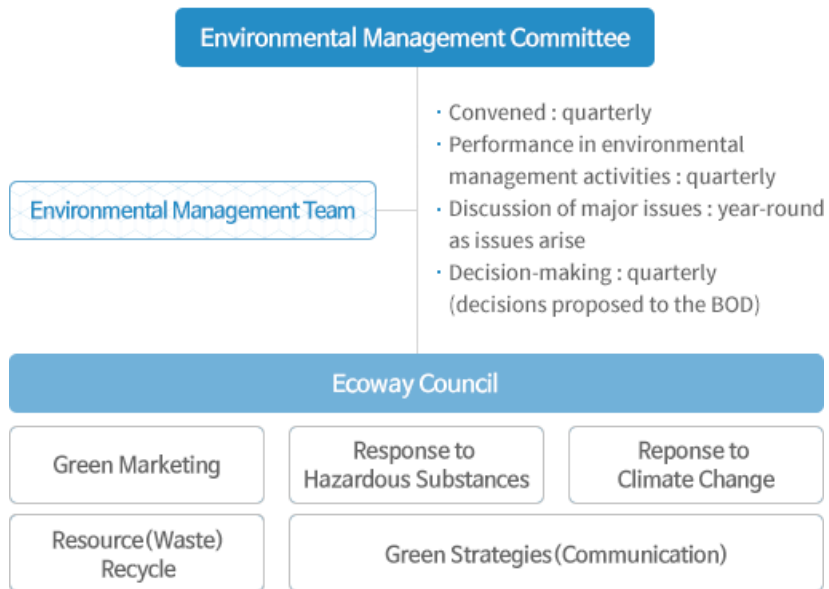 Environmental Management Committee
· Convened : quarterly
· Performance in environmental
management activities : quarterly
· Discussion of major issues : year-round
as issues arise
· Decision-making : quarterly
(decisions proposed to the BOD)
Environmental Management Team
Ecoway Council
Green Marketing
Response to
Hazardous Substances
Reponse to
Climate Change
Resource(Waste)
Recycle
Green Strategies(Communication)